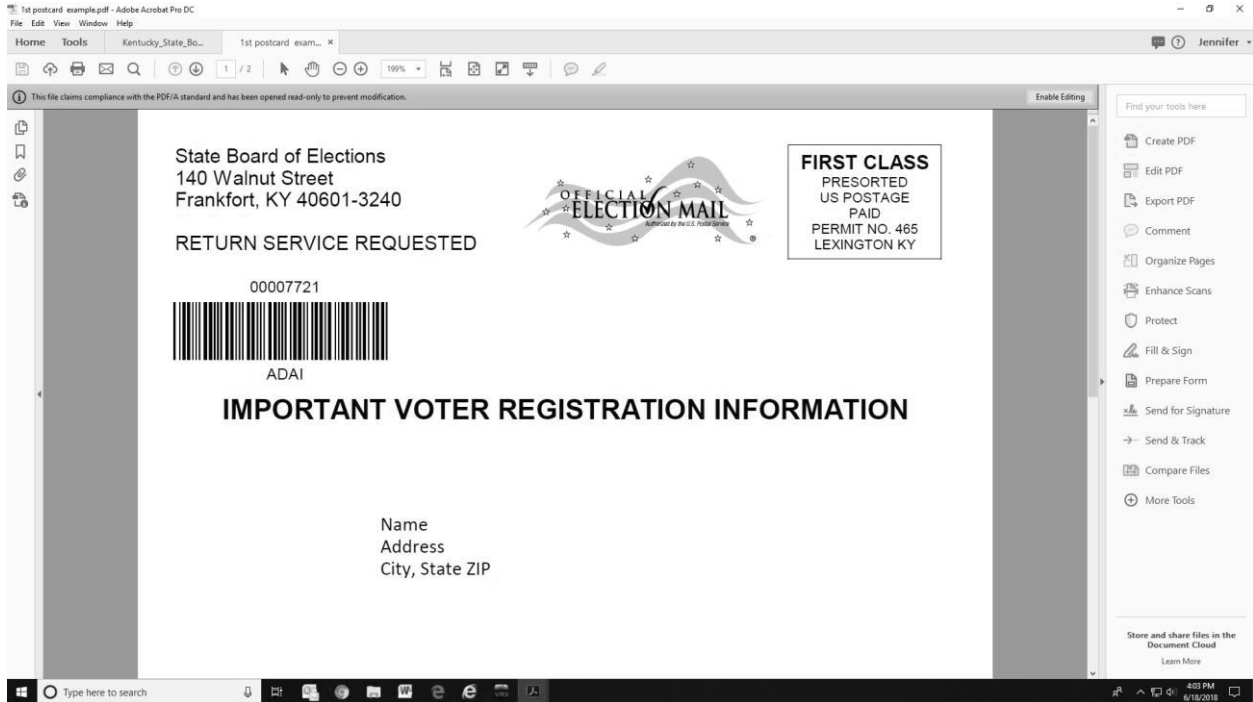 1st postcard example.pdf - Adobe Acrobat Pro DC
File Edit View Window Help
Home Tools Kentucky_State_Bo... 1st postcard exam... × ? Jennifer
1 / 2 199%
This file claims compliance with the PDF/A standard and has been opened read-only to prevent modification. Enable Editing
State Board of Elections
140 Walnut Street
Frankfort, KY 40601-3240
RETURN SERVICE REQUESTED
OFFICIAL
ELECTION MAIL
Authorized by the U.S. Postal Service
®
FIRST CLASS
PRESORTED
US POSTAGE
PAID
PERMIT NO. 465
LEXINGTON KY
00007721
ADAI
IMPORTANT VOTER REGISTRATION INFORMATION
Name
Address
City, State ZIP
Find your tools here
Create PDF
Edit PDF
Export PDF
Comment
Organize Pages
Enhance Scans
Protect
Fill & Sign
Prepare Form
Send for Signature
Send & Track
Compare Files
More Tools
Store and share files in the
Document Cloud
Learn More
Type here to search
4:03 PM
6/18/2018